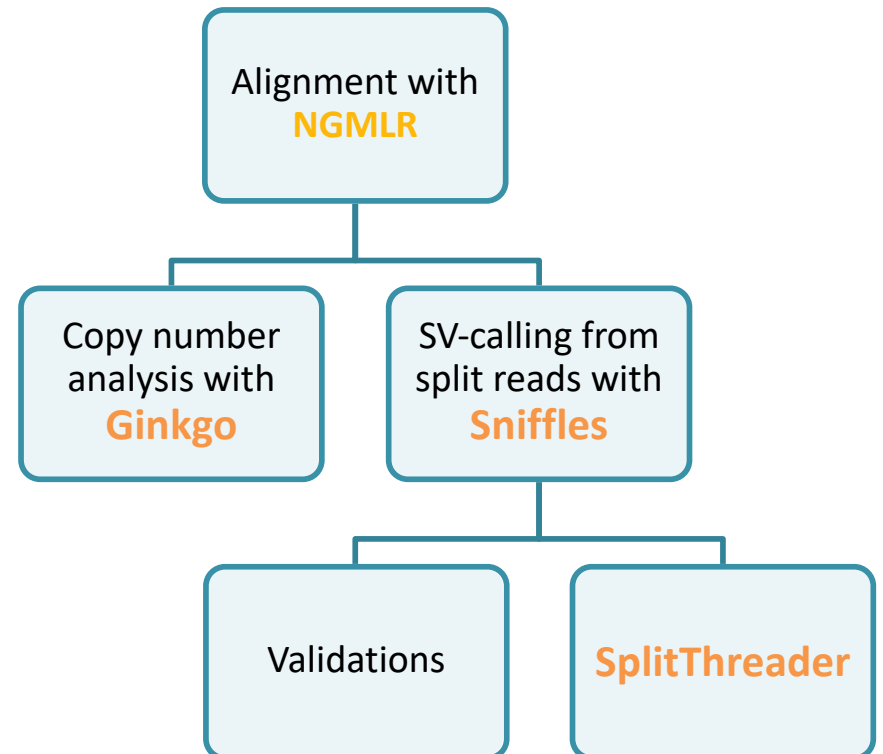 Alignment with
NGMLR
Copy number
analysis with
Ginkgo
SV-calling from
split reads with
Sniffles
Validations
SplitThreader